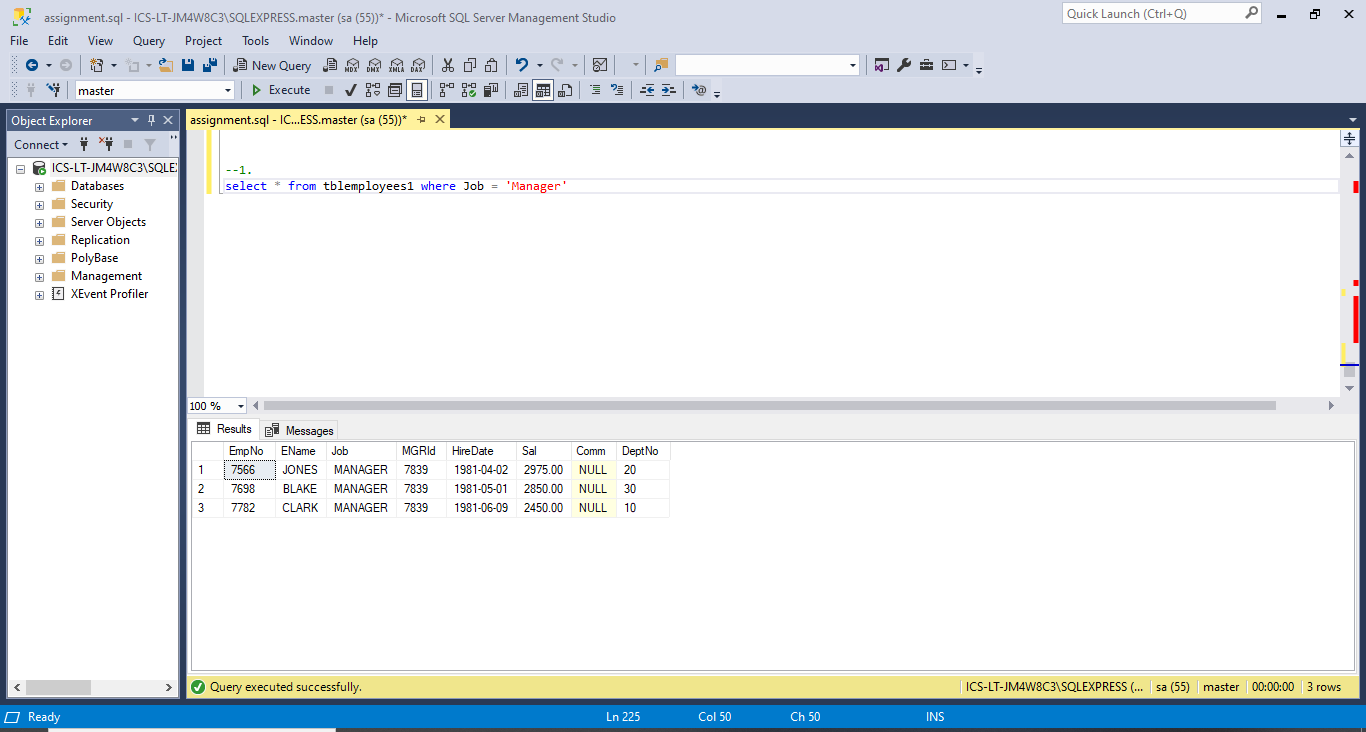 assignment.sql - ICS-LT-JM4W8C3\SQLEXPRESS.master (sa (55))* - Microsoft SQL Server Management Studio
Quick Launch (Ctrl+Q)
File Edit View Query Project Tools Window Help
New Query MDX DMX XMLA DAX
master Execute
Object Explorer
assignment.sql - IC...ESS.master (sa (55))*
Connect
ICS-LT-JM4W8C3\SQLEX
Databases
Security
Server Objects
Replication
PolyBase
Management
XEvent Profiler
--1.
select * from tblemployees1 where Job = 'Manager'
100 %
Results Messages
EmpNo EName Job MGRId HireDate Sal Comm DeptNo
1 7566 JONES MANAGER 7839 1981-04-02 2975.00 NULL 20
2 7698 BLAKE MANAGER 7839 1981-05-01 2850.00 NULL 30
3 7782 CLARK MANAGER 7839 1981-06-09 2450.00 NULL 10
Query executed successfully. ICS-LT-JM4W8C3\SQLEXPRESS (... sa (55) master 00:00:00 3 rows
Ready Ln 225 Col 50 Ch 50 INS